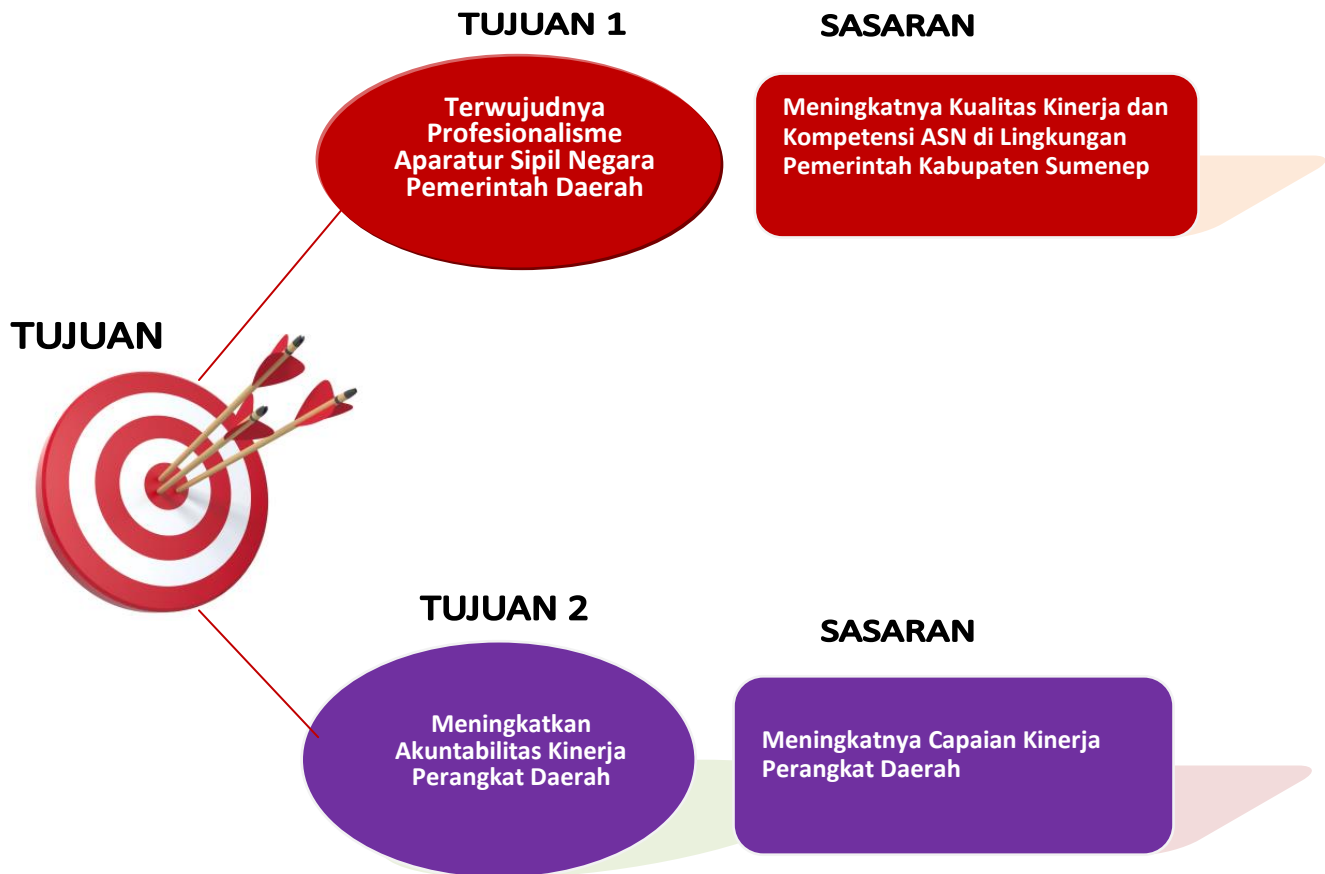 TUJUAN 1
SASARAN
Terwujudnya
Profesionalisme
Aparatur Sipil Negara
Pemerintah Daerah
Meningkatnya Kualitas Kinerja dan
Kompetensi ASN di Lingkungan
Pemerintah Kabupaten Sumenep
TUJUAN
TUJUAN 2
SASARAN
Meningkatkan
Akuntabilitas Kinerja
Perangkat Daerah
Meningkatnya Capaian Kinerja
Perangkat Daerah